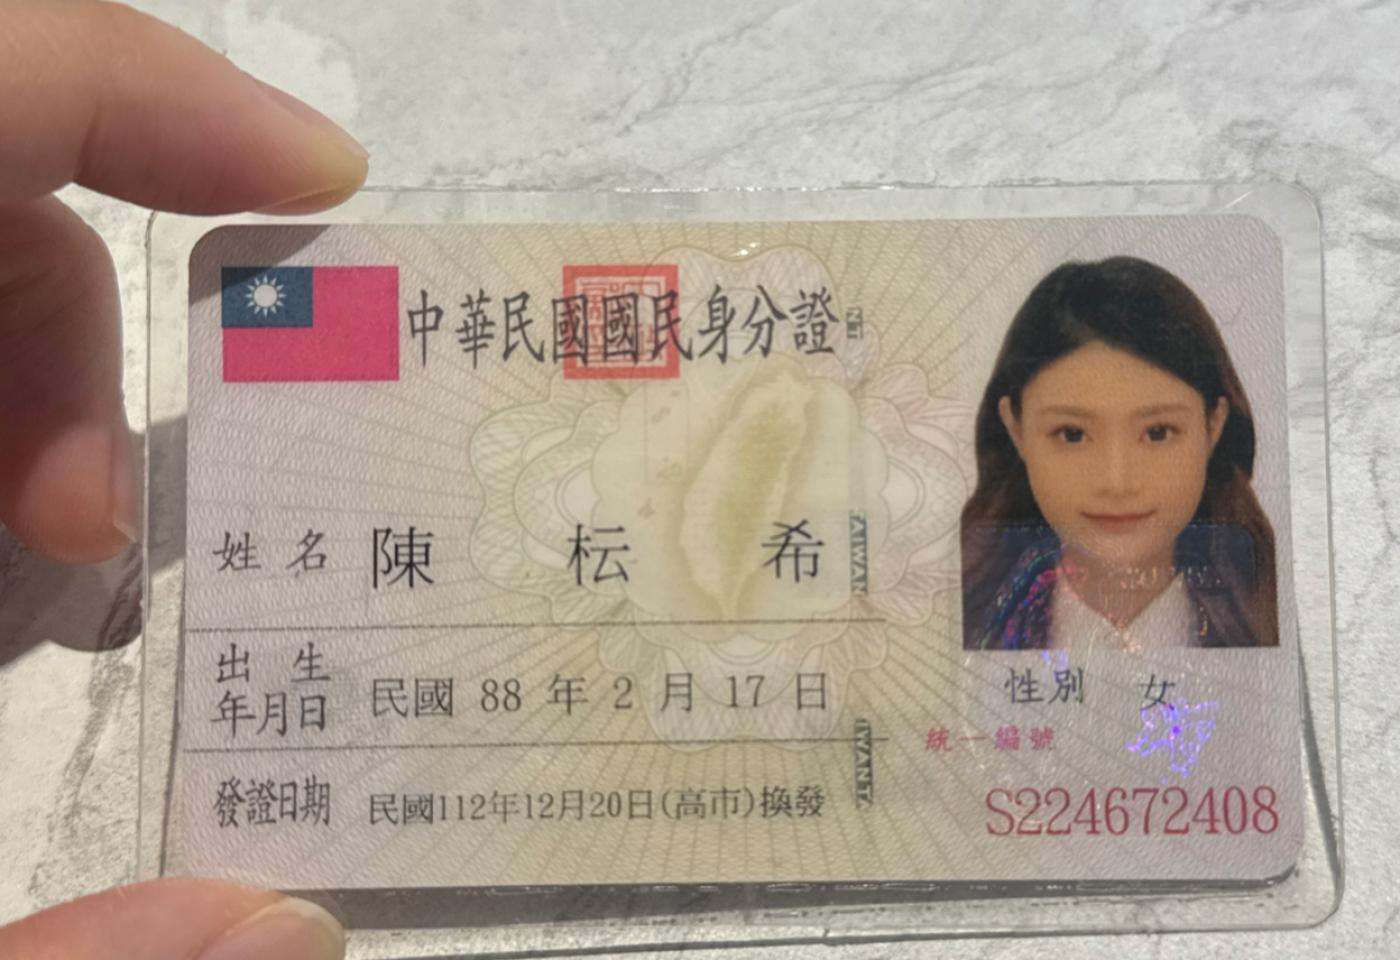 中華民國國民身分證
姓名 陳枟希
出生年月日 民國 88 年 2 月 17 日
發證日期 民國112年12月20日(高市)換發
性別 女
統一編號
S224672408
TAIWAN